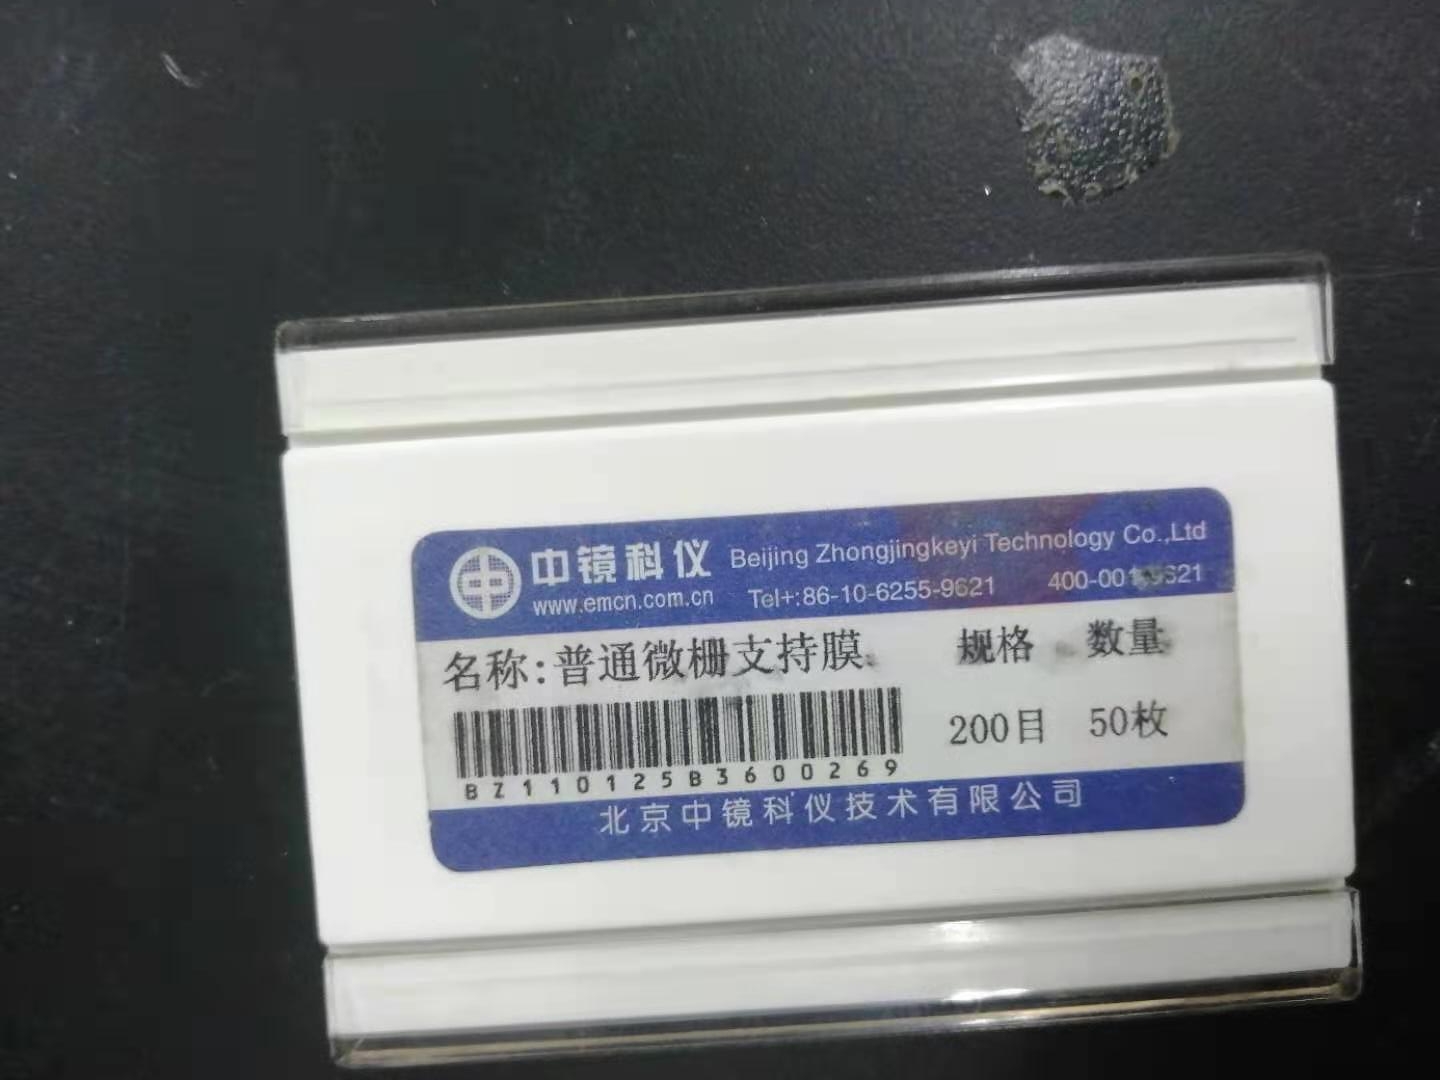 中镜科仪 Beijing Zhongjingkeyi Technology Co.,Ltd
www.emcn.com.cn Tel+:86-10-6255-9621
名称:普通微栅支持膜 规格 数量
200目 50枚
BZ110125B3600269
北京中镜科仪技术有限公司